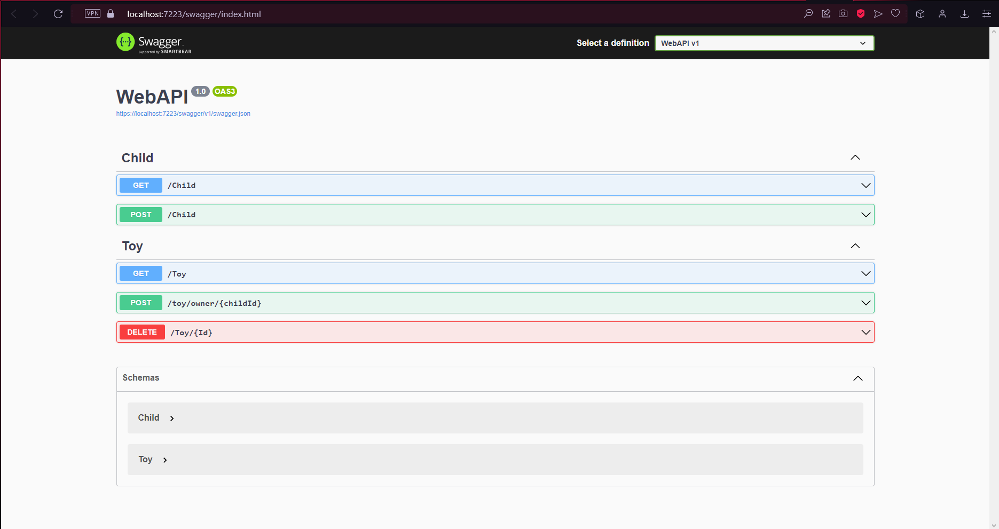 VPN localhost:7223/swagger/index.html
Swagger
Supported by SMARTBEAR
Select a definition WebAPI v1
WebAPI 1.0 OAS3
https://localhost:7223/swagger/v1/swagger.json
Child
GET /Child
POST /Child
Toy
GET /Toy
POST /toy/owner/{childId}
DELETE /Toy/{Id}
Schemas
Child
Toy